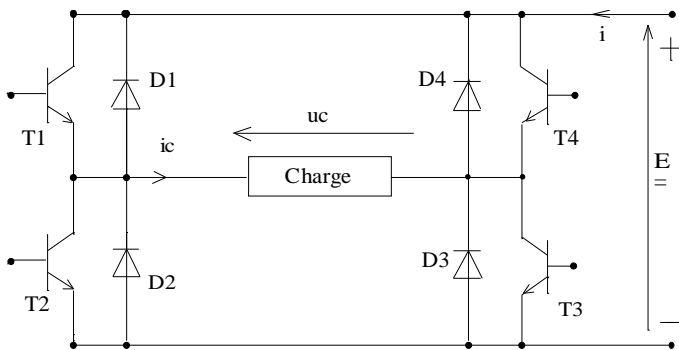 i
+
D1
D4
T1
uc
T4
ic
Charge
E
=
D2
D3
T2
T3
–